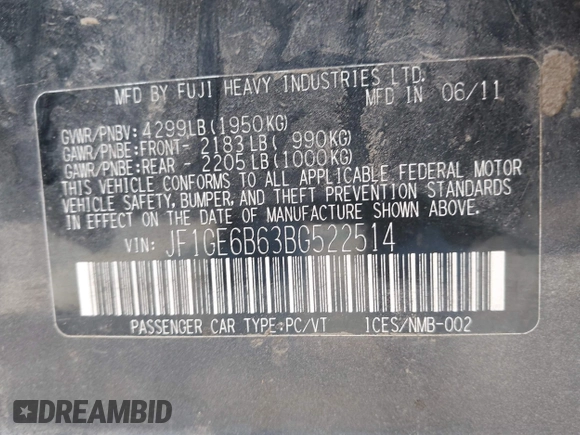 MFD BY FUJI HEAVY INDUSTRIES LTD.
MFD IN 06/11
GVWR/PNBV: 4299LB(1950KG)
GAWR/PNBE:FRONT- 2183LB( 990KG)
GAWR/PNBE:REAR - 2205LB(1000KG)
THIS VEHICLE CONFORMS TO ALL APPLICABLE FEDERAL MOTOR
VEHICLE SAFETY, BUMPER, AND THEFT PREVENTION STANDARDS
IN EFFECT ON THE DATE OF MANUFACTURE SHOWN ABOVE.
VIN: JF1GE6B63BG522514
PASSENGER CAR TYPE:PC/VT ICES/NMB-002
DREAMBID